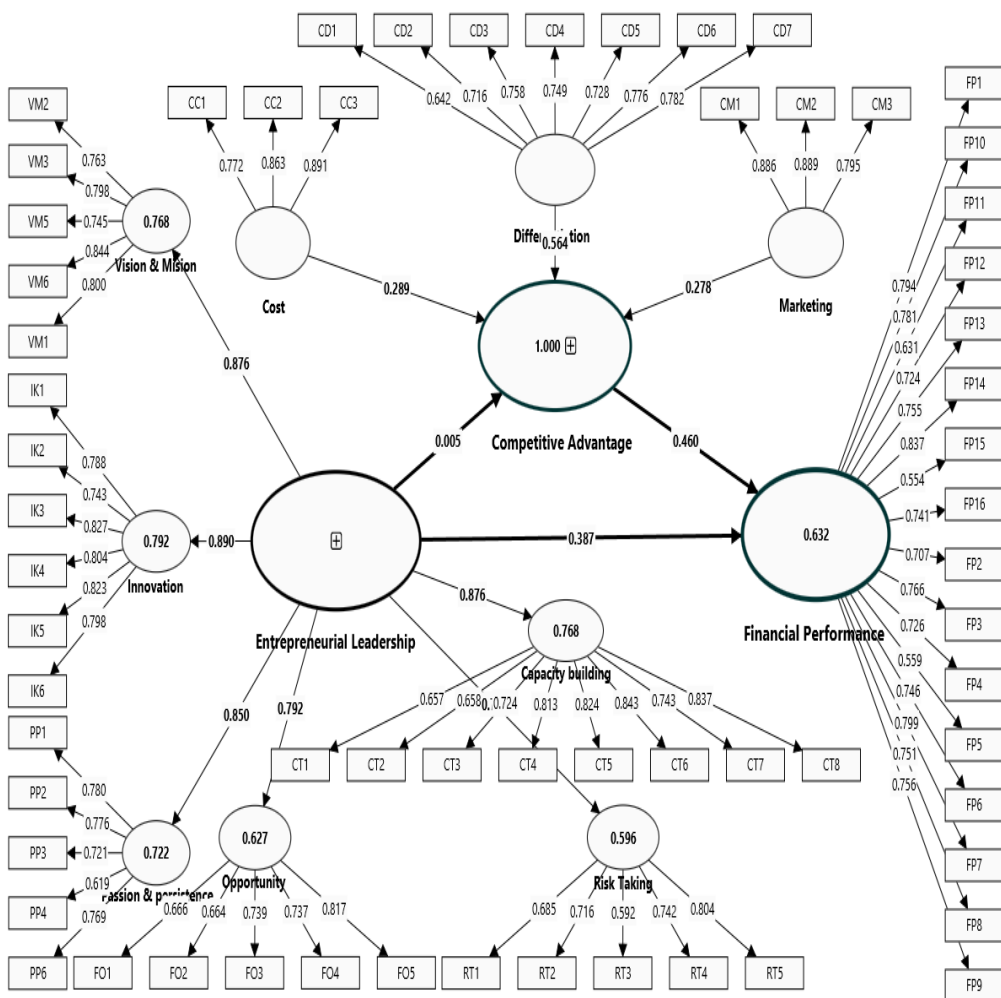 CD1 CD2 CD3 CD4 CD5 CD6 CD7
0.642 0.716 0.758 0.749 0.728 0.776 0.782
CC1 CC2 CC3
0.772 0.863 0.891
CM1 CM2 CM3
0.886 0.889 0.795
VM2
VM3
VM5
VM6
VM1
0.763
0.798
0.745
0.844
0.800
0.768
Vision & Mision
Cost
0.564
Marketing
0.289
0.278
1.000
Competitive Advantage
0.876
0.005
0.460
IK1
IK2
IK3
IK4
IK5
IK6
0.788
0.743
0.827
0.804
0.823
0.798
0.792
Innovation
0.890
Entrepreneurial Leadership
0.387
0.632
Financial Performance
FP1
FP10
FP11
FP12
FP13
FP14
FP15
FP16
FP2
FP3
FP4
FP5
FP6
FP7
FP8
FP9
0.794
0.781
0.631
0.724
0.755
0.837
0.554
0.741
0.707
0.766
0.726
0.559
0.746
0.799
0.751
0.756
0.876
0.768
Capacity building
0.657 0.658 0.724 0.813 0.824 0.843 0.743 0.837
CT1 CT2 CT3 CT4 CT5 CT6 CT7 CT8
0.850
0.792
PP1
PP2
PP3
PP4
PP6
0.780
0.776
0.721
0.619
0.769
0.722
& persistence
0.627
Opportunity
0.666 0.664 0.739 0.737 0.817
FO1 FO2 FO3 FO4 FO5
0.596
Risk Taking
0.685 0.716 0.592 0.742 0.804
RT1 RT2 RT3 RT4 RT5